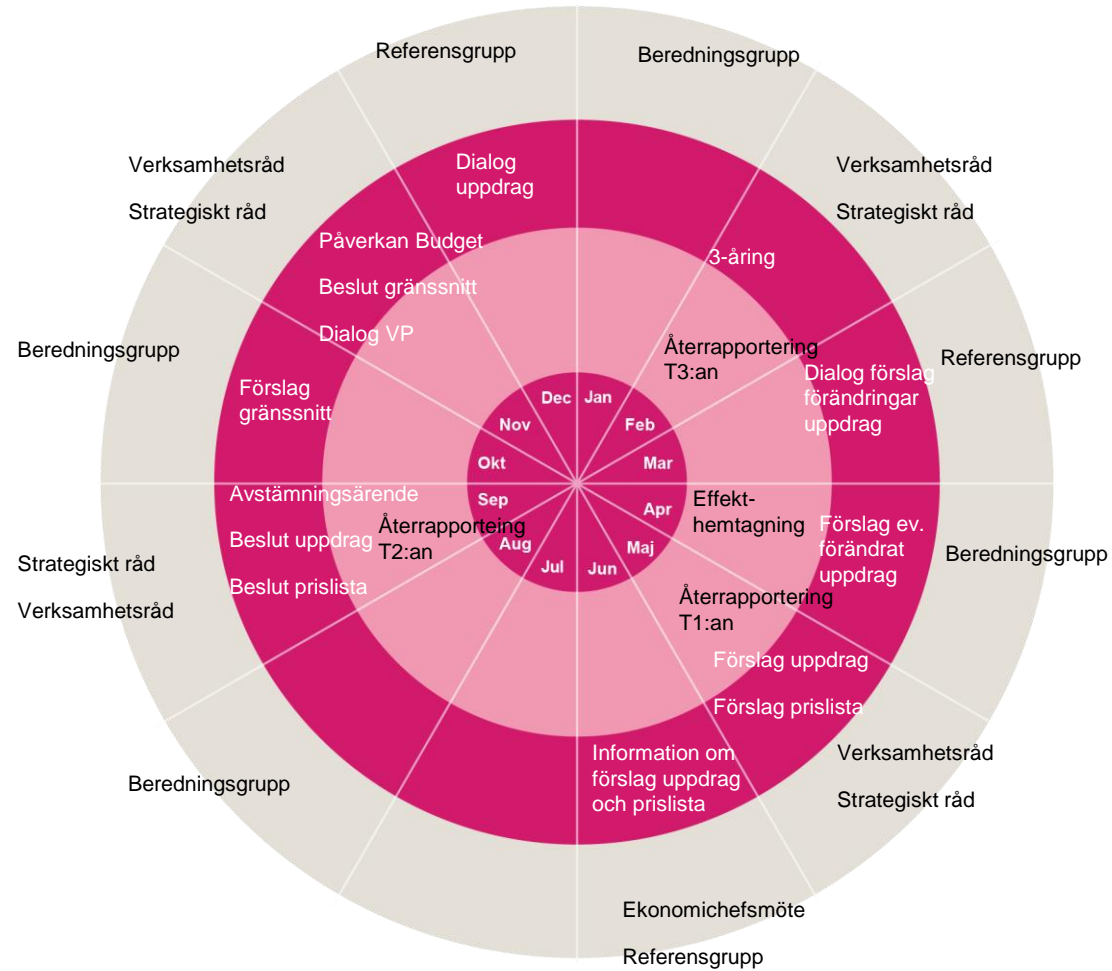 Referensgrupp
Beredningsgrupp
Verksamhetsråd
Strategiskt råd
Dialog
uppdrag
Verksamhetsråd
Strategiskt råd
Påverkan Budget
Beslut gränssnitt
Dialog VP
3-åring
Beredningsgrupp
Förslag
gränssnitt
Återrapportering
T3:an
Dialog förslag
förändringar
uppdrag
Referensgrupp
Dec
Jan
Nov
Feb
Okt
Mar
Sep
Apr
Aug
Maj
Jul
Jun
Avstämningsärende
Beslut uppdrag
Beslut prislista
Återrapporteing
T2:an
Effekt-
hemtagning
Förslag ev.
förändrat
uppdrag
Beredningsgrupp
Strategiskt råd
Verksamhetsråd
Återrapportering
T1:an
Förslag uppdrag
Förslag prislista
Beredningsgrupp
Information om
förslag uppdrag
och prislista
Verksamhetsråd
Strategiskt råd
Ekonomichefsmöte
Referensgrupp